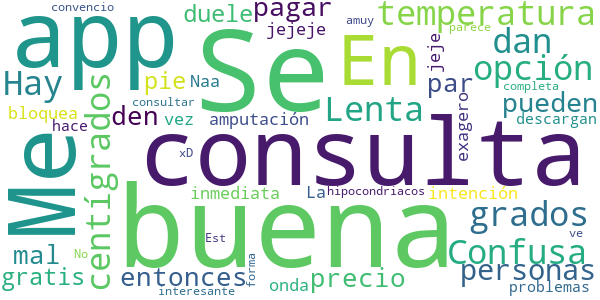 convencio
app
Se
En
duele
pagar
amuy
temperatura
jejeje
jeje
parece
dan
opción
Hay
centígrados
pie
Naa
par
completa
Me
bloquea
den
consultar
vez
Lenta
exagero
pueden
hace
amputación
descargan
consulta
xD
buena
inmediata
La
hipocondriacos
intención
grados
mal
No
Est
Confusa
ve
gratis
entonces
forma
onda
precio
personas
interesante
problemas